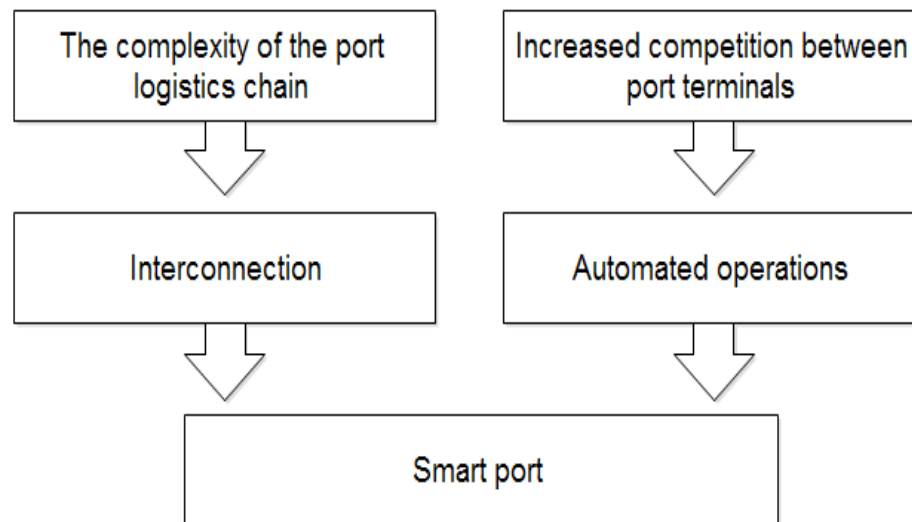 The complexity of the port
logistics chain
Increased competition between
port terminals
Interconnection
Automated operations
Smart port